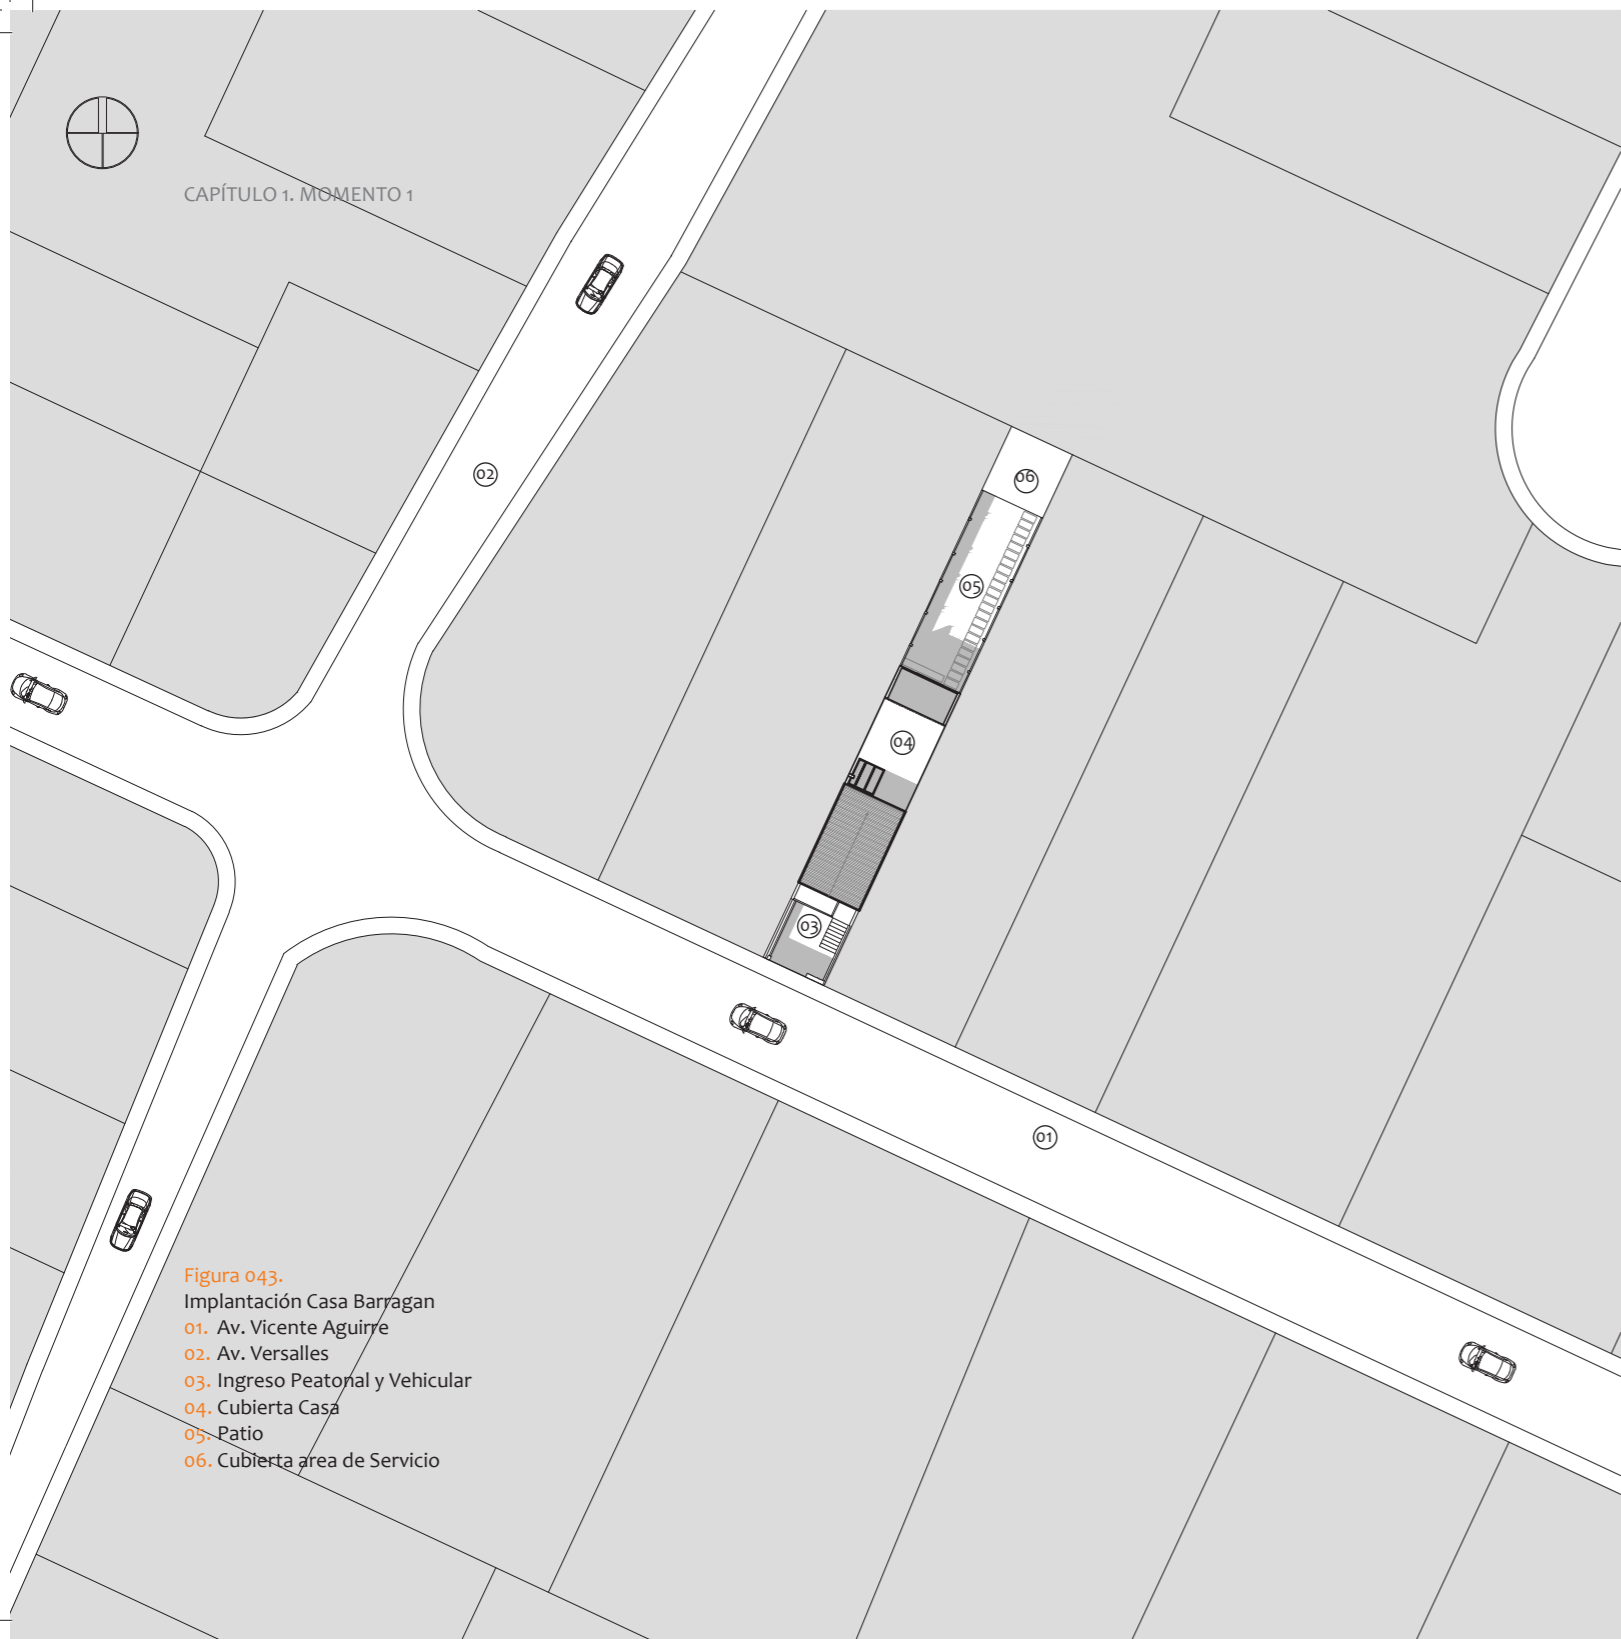 CAPÍTULO 1. MOMENTO 1
02
06
05
04
03
01
Figura 043.
Implantación Casa Barragan
01. Av. Vicente Aguirre
02. Av. Versalles
03. Ingreso Peatonal y Vehicular
04. Cubierta Casa
05. Patio
06. Cubierta area de Servicio